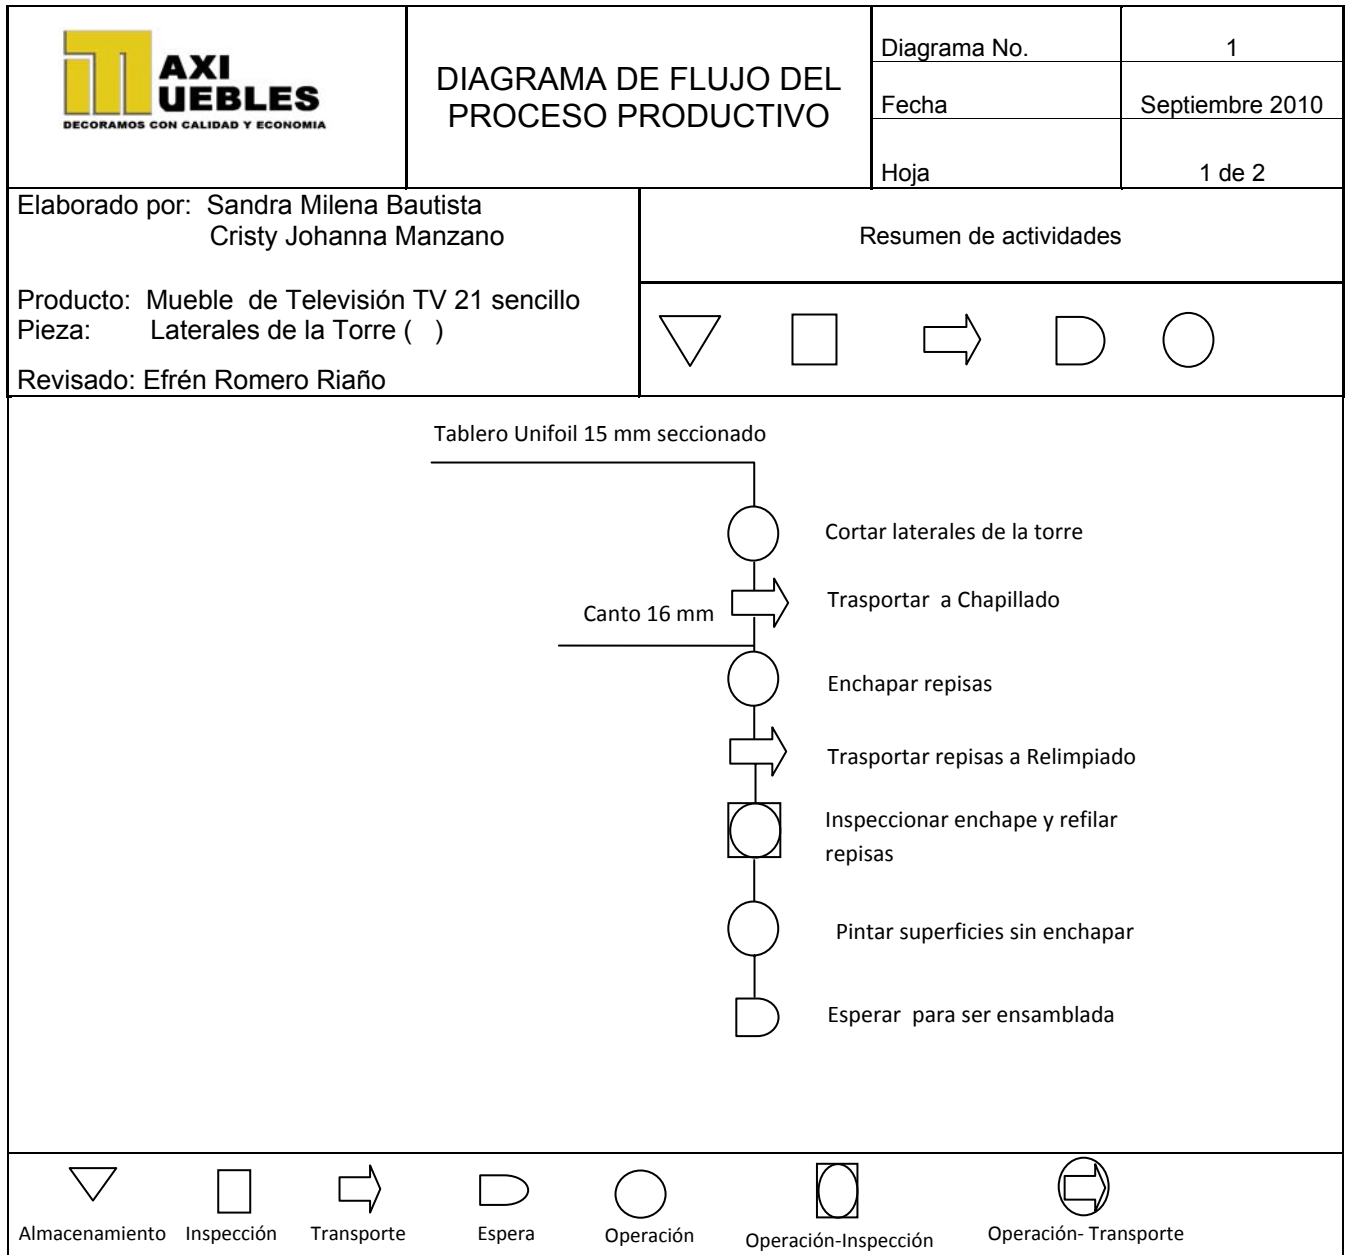 AXI
UEBLES
DECORAMOS CON CALIDAD Y ECONOMIA
DIAGRAMA DE FLUJO DEL
PROCESO PRODUCTIVO
Diagrama No. 1
Fecha Septiembre 2010
Hoja 1 de 2
Elaborado por: Sandra Milena Bautista
Cristy Johanna Manzano
Producto: Mueble de Televisión TV 21 sencillo
Pieza: Laterales de la Torre ( )
Revisado: Efrén Romero Riaño
Resumen de actividades
Tablero Unifoil 15 mm seccionado
Cortar laterales de la torre
Trasportar a Chapillado
Canto 16 mm
Enchapar repisas
Trasportar repisas a Relimpiado
Inspeccionar enchape y refilar
repisas
Pintar superficies sin enchapar
Esperar para ser ensamblada
Almacenamiento
Inspección
Transporte
Espera
Operación
Operación-Inspección
Operación- Transporte